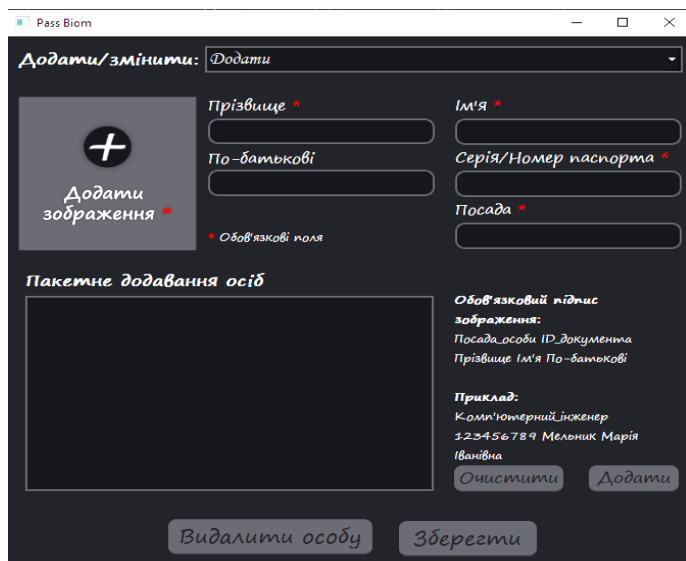 Pass Biom
Додати/змінити: Додати
Прізвище *
Ім'я *
По-батькові
Серія/Номер паспорта *
Додати
зображення *
Посада *
* Обов'язкові поля
Пакетне додавання осіб
Обов'язковий підпис
зображення:
Посада_особи ID_документа
Прізвище Ім'я По-батькові
Приклад:
Комп'ютерний_інженер
123456789 Мельник Марія
Іванівна
Очистити
Додати
Видалити особу
Зберегти